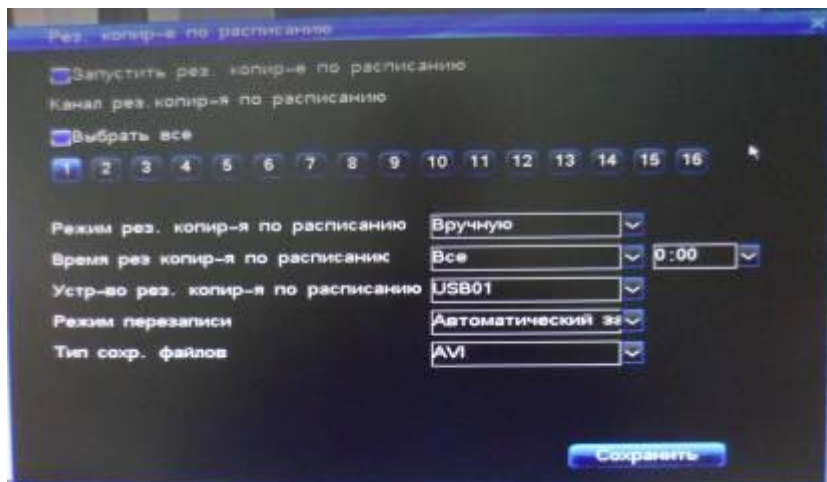 Рез. копир-е по расписанию
Запустить рез. копир-е по расписанию
Канал рез.копир-я по расписанию
Выбрать все
1 2 3 4 5 6 7 8 9 10 11 12 13 14 15 16
Режим рез. копир-я по расписанию Вручную
Время рез копир-я по расписанию Все 0:00
Устр-во рез. копир-я по расписанию USB01
Режим перезаписи Автоматический за
Тип сохр. файлов AVI
Сохранить